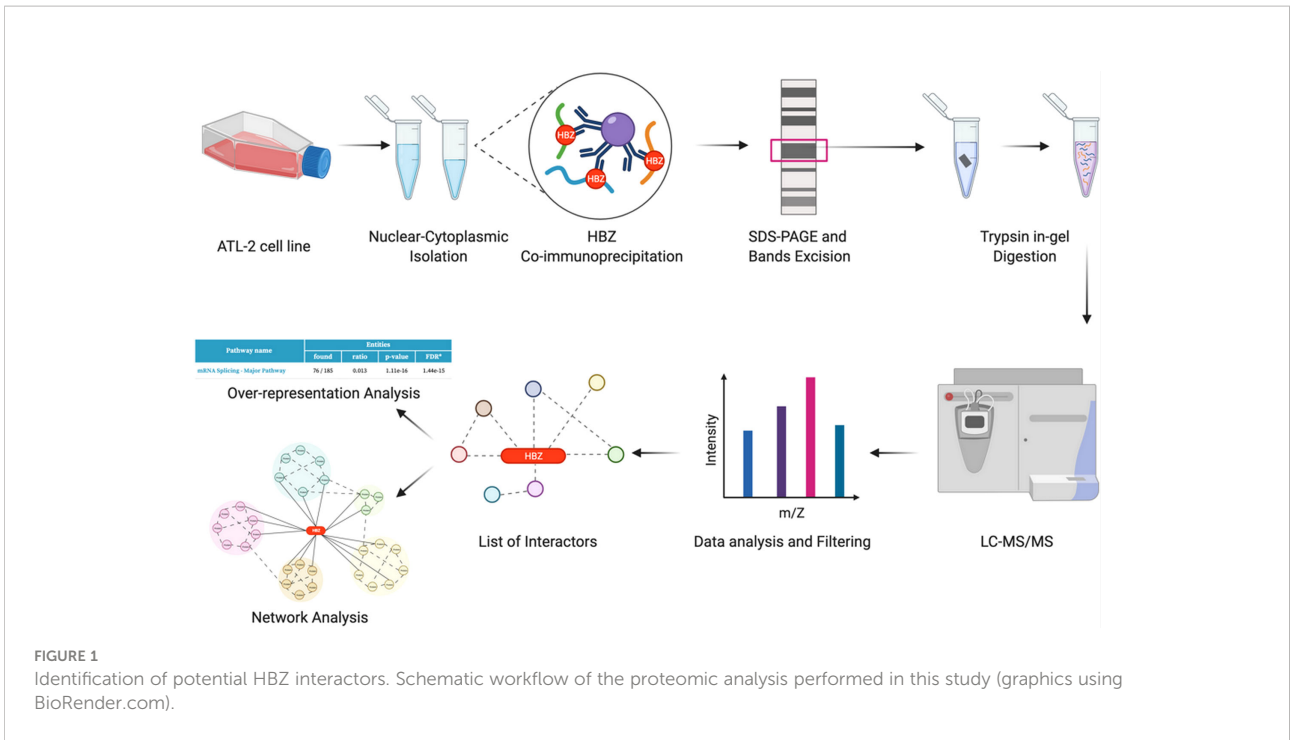 HBZ
HBZ
HBZ
ATL-2 cell line
Nuclear-Cytoplasmic
Isolation
HBZ
Co-immunoprecipitation
SDS-PAGE and
Bands Excision
Trypsin in-gel
Digestion
Pathway name
Entities
found ratio p-value FDR*
mRNA Splicing - Major Pathway 76 / 185 0.013 1.11e-16 1.44e-15
Over-representation Analysis
HBZ
Network Analysis
HBZ
List of Interactors
Intensity
m/Z
Data analysis and Filtering
LC-MS/MS
FIGURE 1
Identification of potential HBZ interactors. Schematic workflow of the proteomic analysis performed in this study (graphics using
BioRender.com).